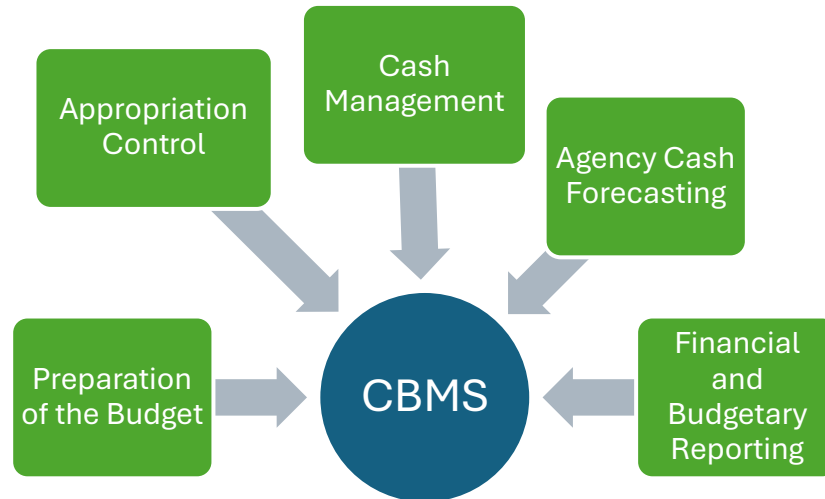 Cash
Management
Appropriation
Control
Agency Cash
Forecasting
Preparation
of the Budget
CBMS
Financial
and
Budgetary
Reporting